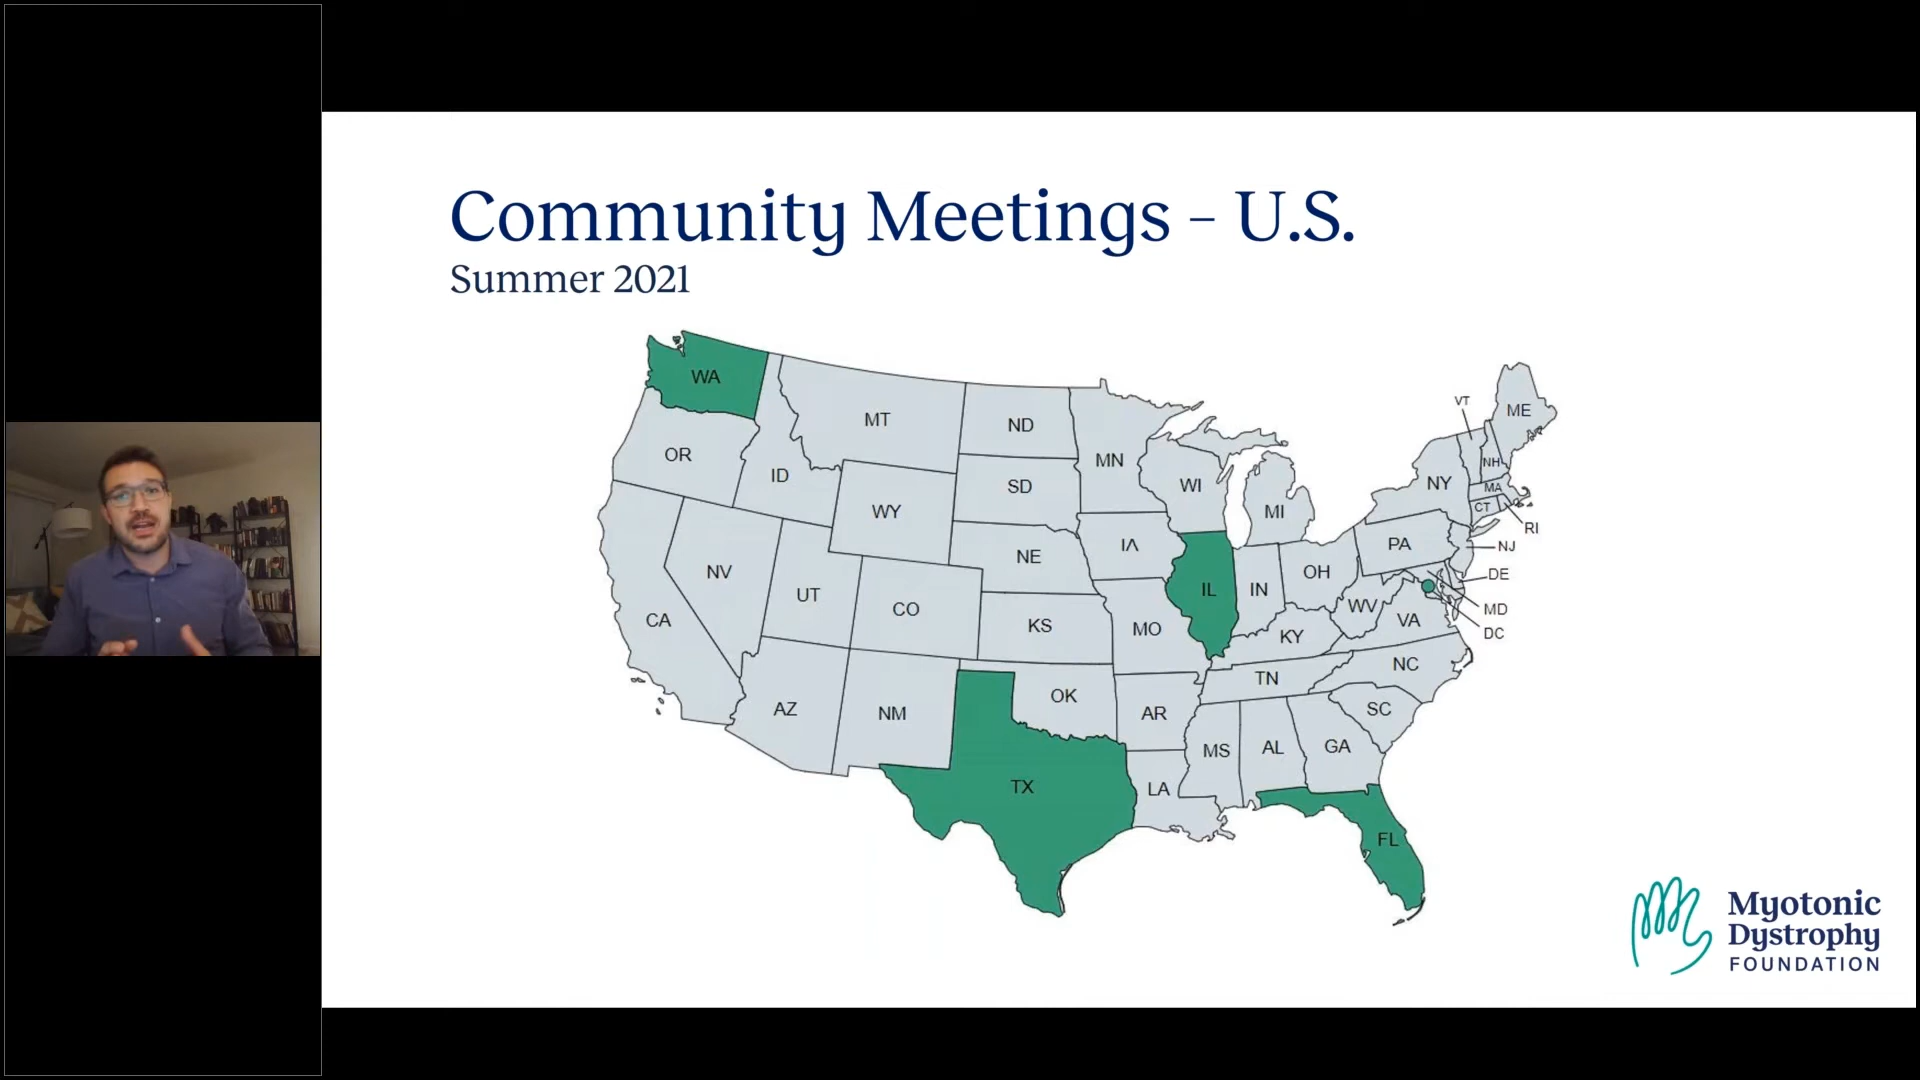 Community Meetings – U.S.
Summer 2021
WA
MT
ND
MN
VT
ME
OR
ID
SD
WI
NH
NY
MA
WY
MI
CT
RI
IA
PA
NJ
NE
NV
UT
IL
IN
OH
DE
CO
WV
MD
CA
KS
MO
KY
VA
DC
NC
TN
AZ
NM
OK
AR
SC
MS
AL
GA
TX
LA
FL
Myotonic
Dystrophy
FOUNDATION